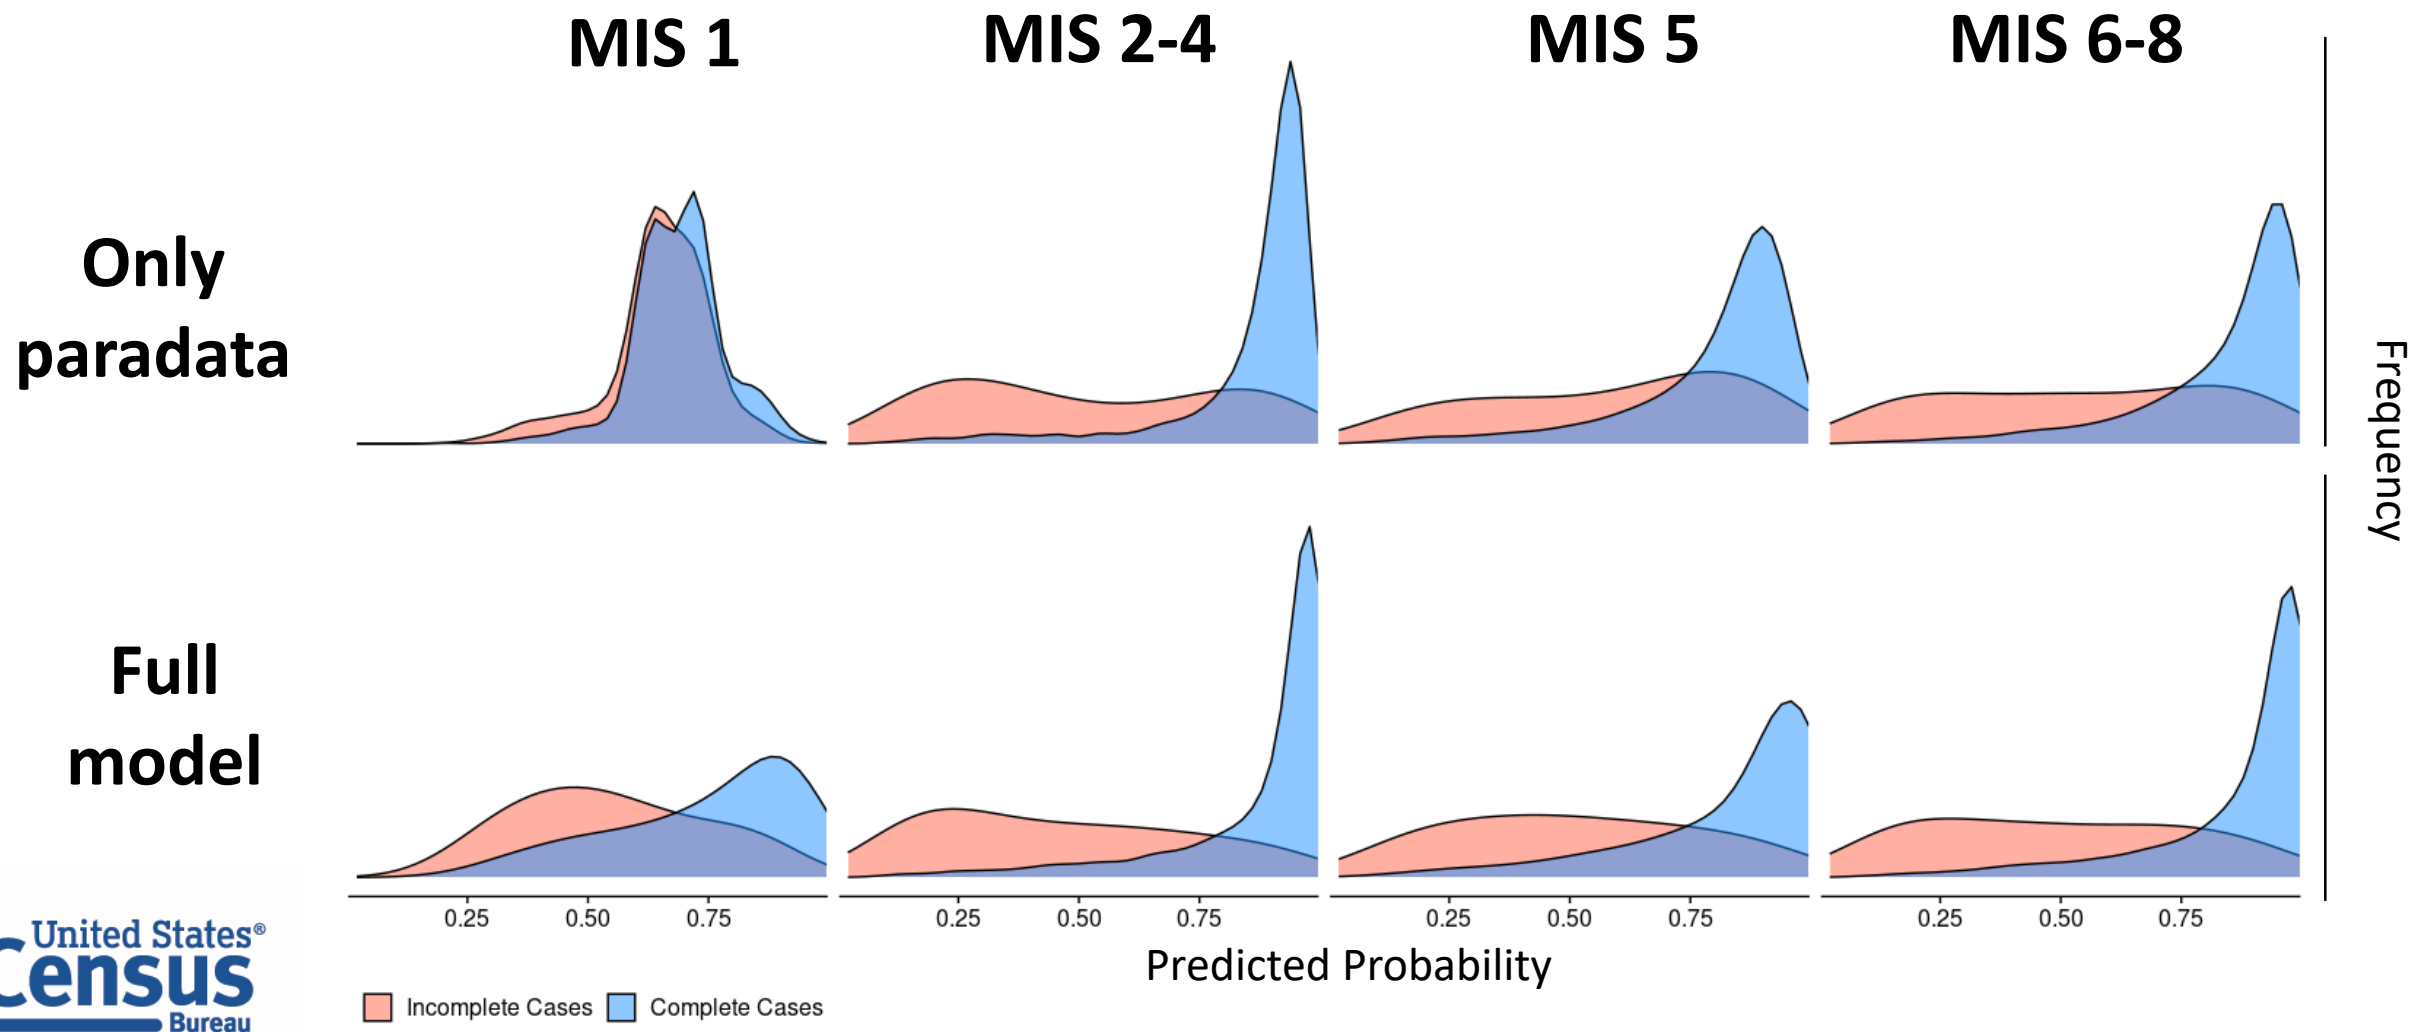 MIS 1
MIS 2-4
MIS 5
MIS 6-8
Only
paradata
Full
model
Frequency
0.25 0.50 0.75
0.25 0.50 0.75
0.25 0.50 0.75
0.25 0.50 0.75
Predicted Probability
Incomplete Cases
Complete Cases
United States®
Census
Bureau